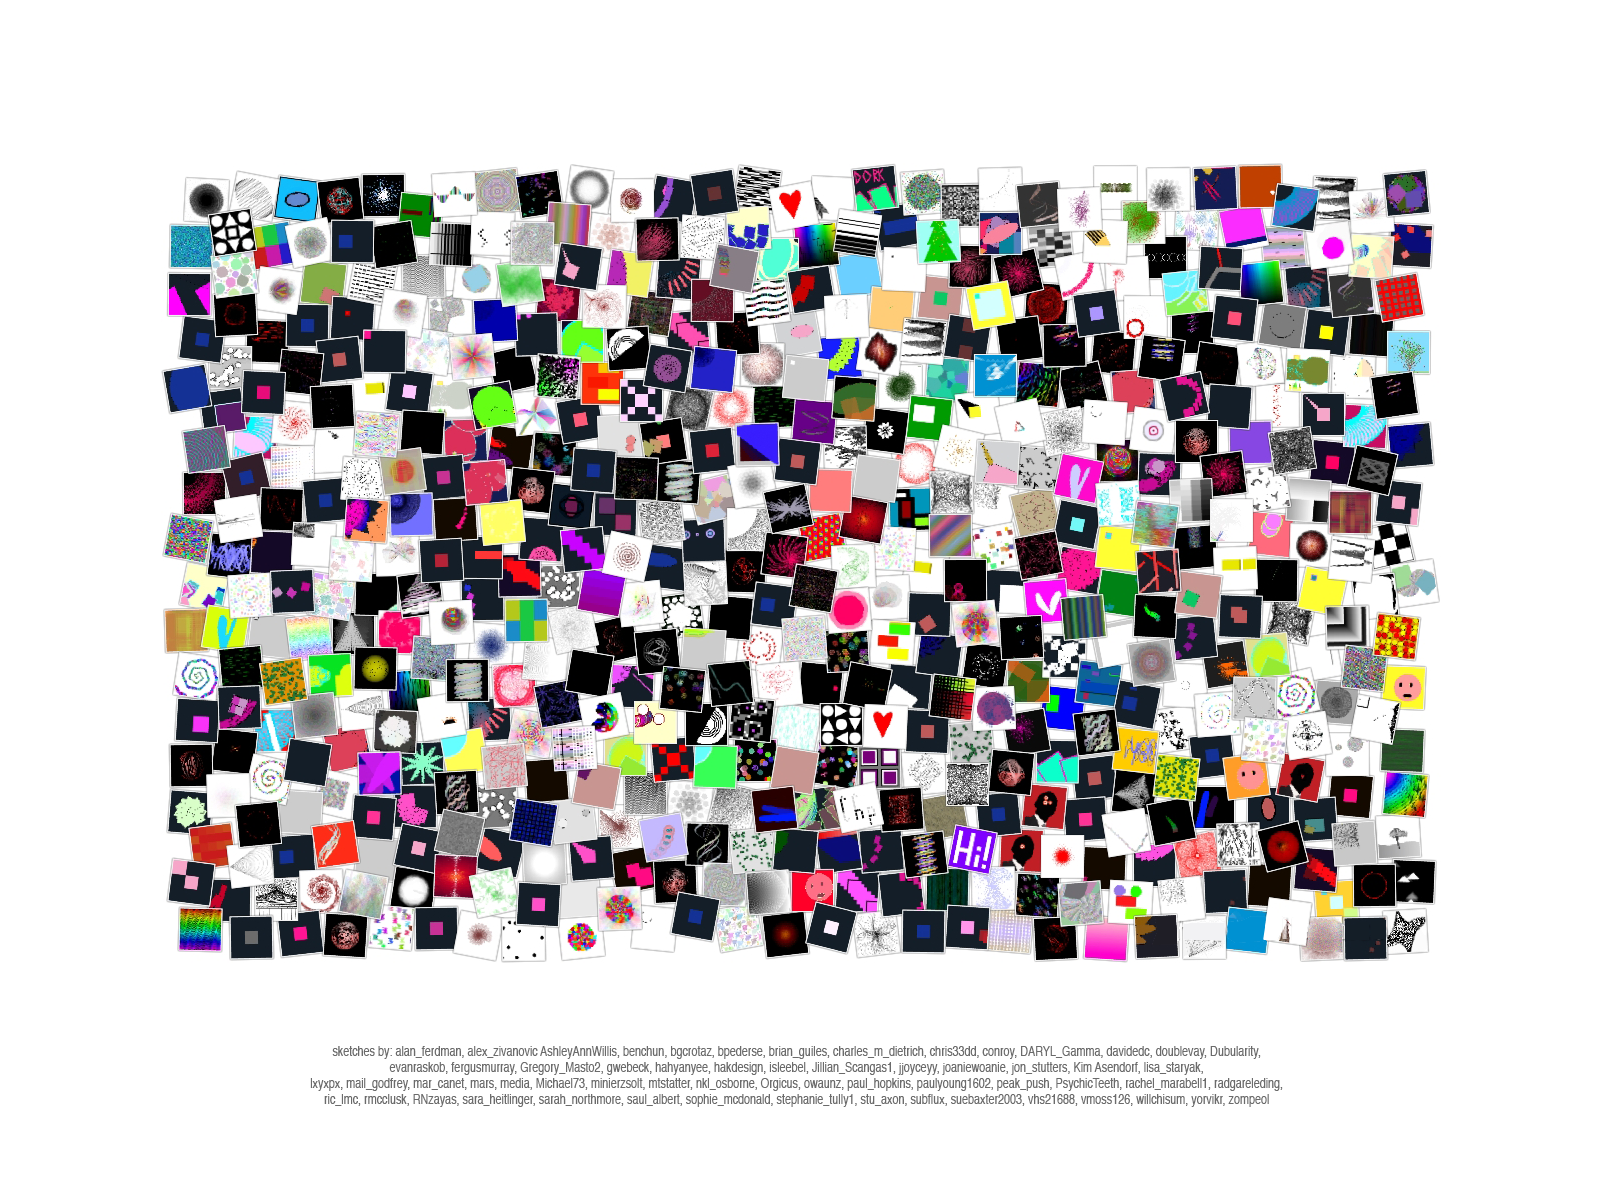 DORK
Hi!
sketches by: alan_ferdman, alex_zivanovic AshleyAnnWillis, benchun, bgcrotaz, bpederse, brian_guiles, charles_m_dietrich, chris33dd, conroy, DARYL_Gamma, davidedc, doublevay, Dubularity,
evanraskob, fergusmurray, Gregory_Masto2, gwebeck, hahyanyee, hakdesign, isleebel, Jillian_Scangas1, jjoyceyy, joaniewoanie, jon_stutters, Kim Asendorf, lisa_staryak,
lxyxpx, mail_godfrey, mar_canet, mars, media, Michael73, minierzsolt, mtstatter, nkl_osborne, Orgicus, owaunz, paul_hopkins, paulyoung1602, peak_push, PsychicTeeth, rachel_marabell1, radgareleding,
ric_lmc, rmcclusk, RNzayas, sara_heitlinger, sarah_northmore, saul_albert, sophie_mcdonald, stephanie_tully1, stu_axon, subflux, suebaxter2003, vhs21688, vmoss126, willchisum, yorvikr, zompeol